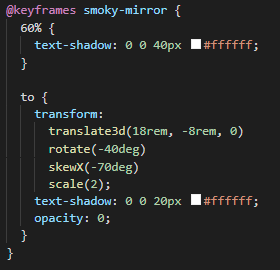 @keyframes smoky-mirror {
  60% {
    text-shadow: 0 0 40px #ffffff;
  }

  to {
    transform:
      translate3d(18rem, -8rem, 0)
      rotate(-40deg)
      skewX(-70deg)
      scale(2);
    text-shadow: 0 0 20px #ffffff;
    opacity: 0;
  }
}